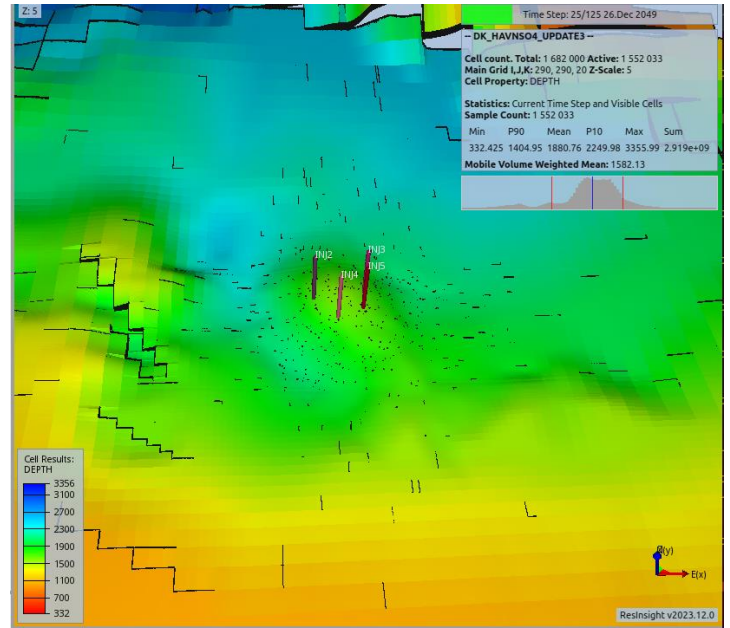 Z: 5
Time Step: 25/125 26.Dec 2049
-- DK_HAVNSO4_UPDATE3 --
Cell count. Total: 1 682 000 Active: 1 552 033
Main Grid I,J,K: 290, 290, 20 Z-Scale: 5
Cell Property: DEPTH
Statistics: Current Time Step and Visible Cells
Sample Count: 1 552 033
Min P90 Mean P10 Max Sum
332.425 1404.95 1880.76 2249.98 3355.99 2.919e+09
Mobile Volume Weighted Mean: 1582.13
INJ2
INJ3
INJ5
INJ4
Cell Results:
DEPTH
3356
3100
2700
2300
1900
1500
1100
700
332
(y)
E(x)
ResInsight v2023.12.0